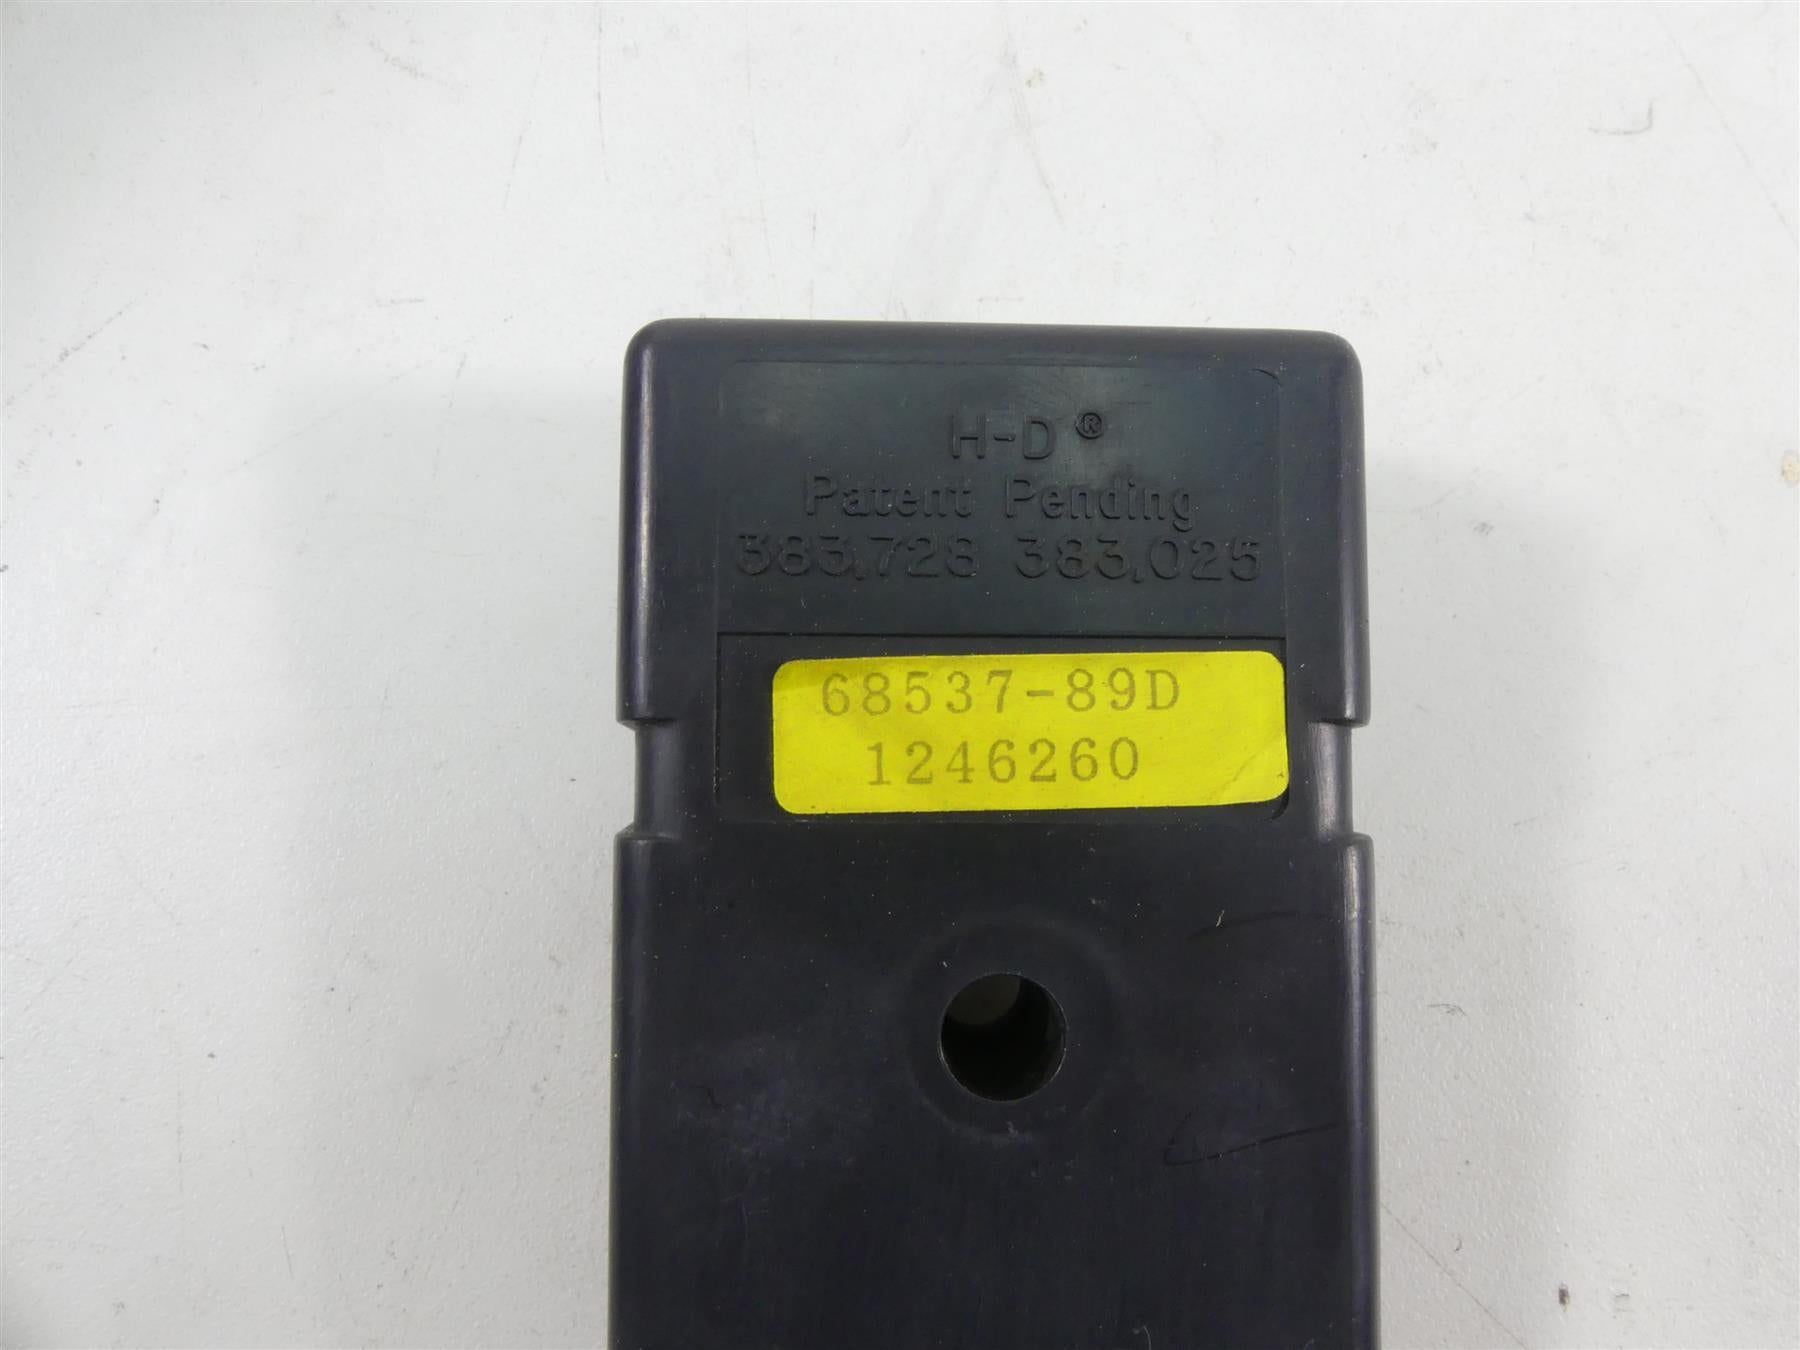 H-D ®
Patent Pending
383,728 383,025
68537-89D
1246260